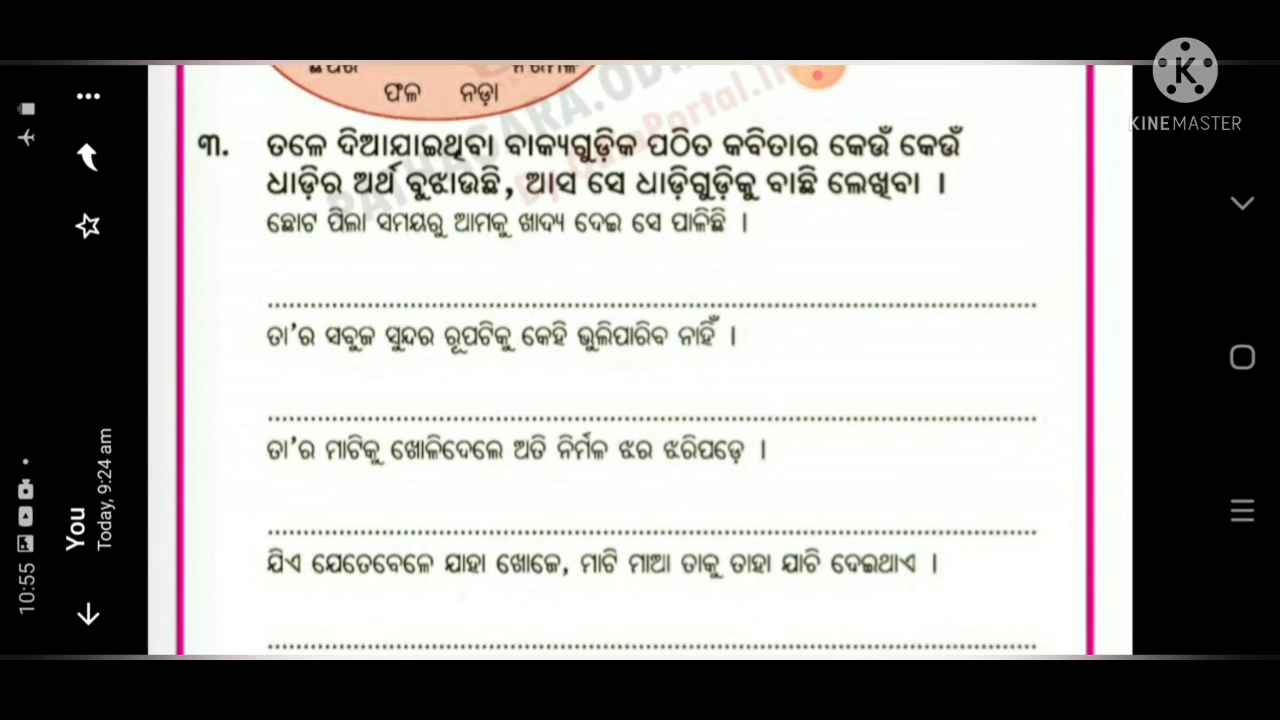 ଫଳ ନଡ଼ା
୩. ତଳେ ଦିଆଯାଇଥିବା ବାକ୍ୟଗୁଡ଼ିକ ପଠିତ କବିତାର କେଉଁ କେଉଁ
ଧାଡ଼ିର ଅର୍ଥ ବୁଝାଉଛି, ଆସ ସେ ଧାଡ଼ିଗୁଡ଼ିକୁ ବାଛି ଲେଖିବା ।
ଛୋଟ ପିଲା ସମୟରୁ ଆମକୁ ଖାଦ୍ୟ ଦେଇ ସେ ପାଳିଛି ।
ତା'ର ସବୁଜ ସୁନ୍ଦର ରୂପଟିକୁ କେହି ଭୁଲିପାରିବ ନାହିଁ ।
ତା'ର ମାଟିକୁ ଖୋଳିଦେଲେ ଅତି ନିର୍ମଳ ଝର ଝରିପଡ଼େ ।
ଯିଏ ଯେତେବେଳେ ଯାହା ଖୋଜେ, ମାଟି ମାଆ ତାକୁ ତାହା ଯାଚି ଦେଇଥାଏ ।
KINEMASTER
You
Today, 9:24 am
10:55